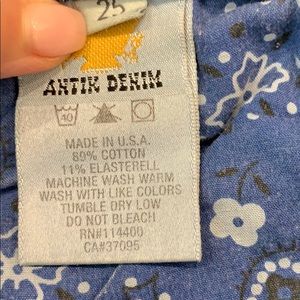 25
ANTIK DENIM
40
MADE IN U.S.A.
89% COTTON
11% ELASTERELL
MACHINE WASH WARM
WASH WITH LIKE COLORS
TUMBLE DRY LOW
DO NOT BLEACH
RN#114400
CA#37095